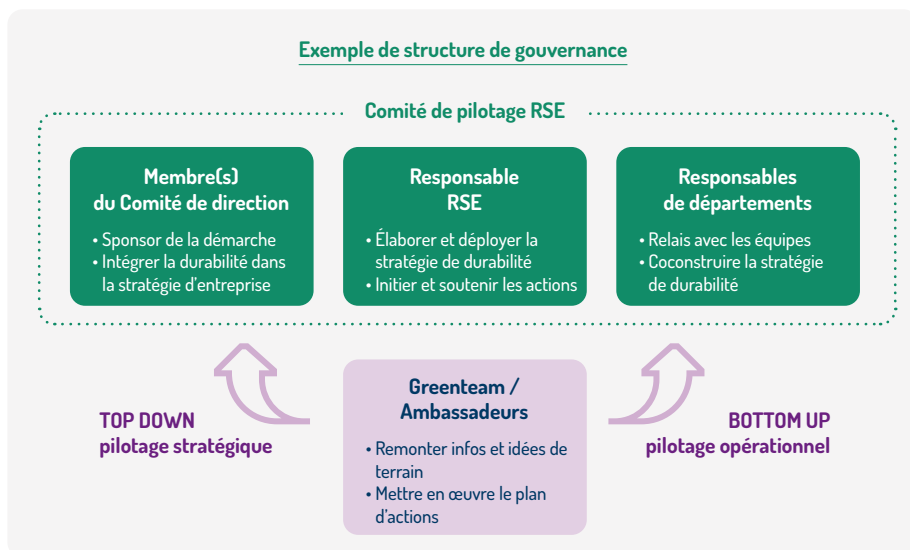 Exemple de structure de gouvernance
Comité de pilotage RSE
Membre(s)
du Comité de direction
• Sponsor de la démarche
• Intégrer la durabilité dans
la stratégie d'entreprise
Responsable
RSE
• Élaborer et déployer la
stratégie de durabilité
• Initier et soutenir les actions
Responsables
de départements
• Relais avec les équipes
• Coconstruire la stratégie
de durabilité
TOP DOWN
pilotage stratégique
Greenteam /
Ambassadeurs
• Remonter infos et idées de
terrain
• Mettre en œuvre le plan
d'actions
BOTTOM UP
pilotage opérationnel